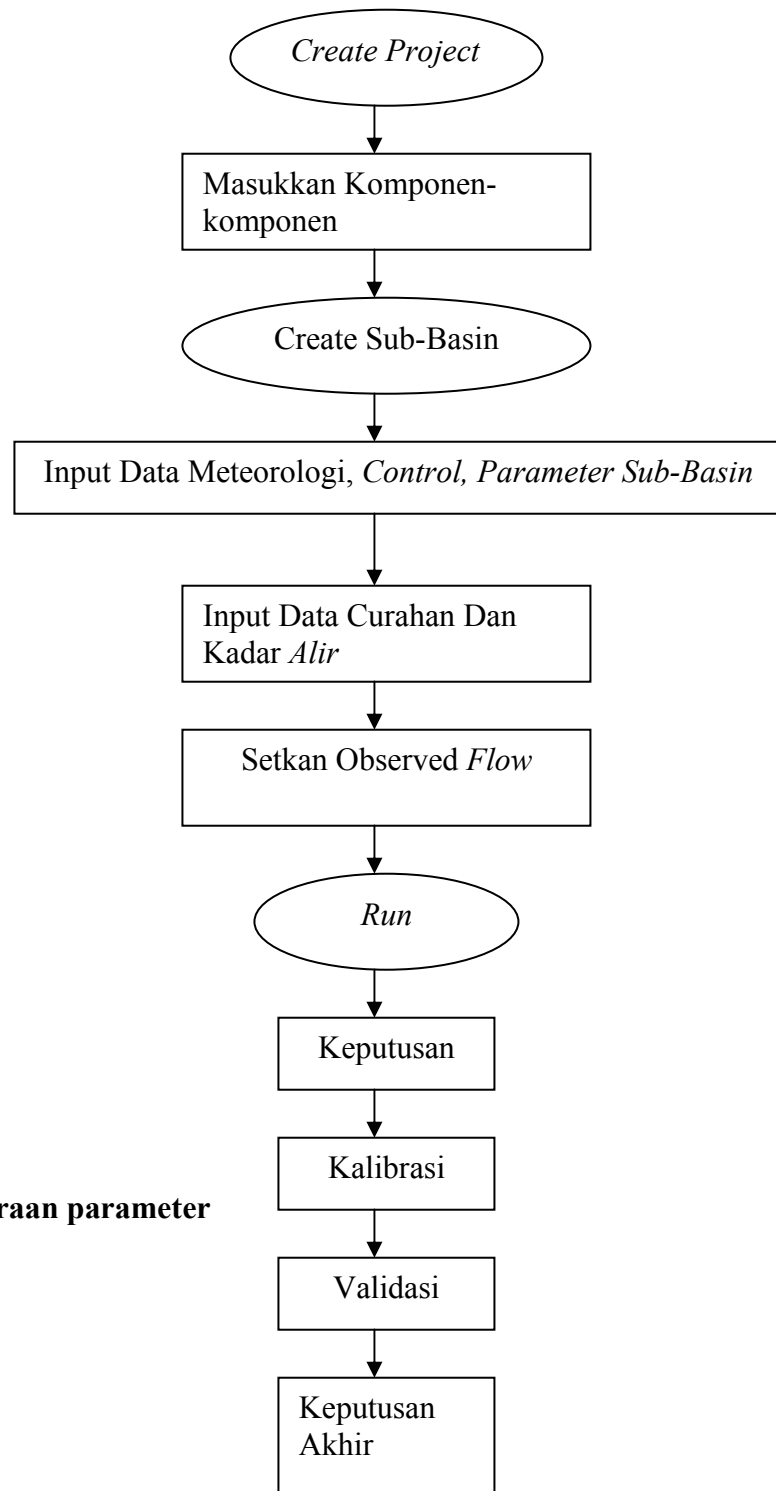 Create Project
Masukkan Komponen-
komponen
Create Sub-Basin
Input Data Meteorologi, Control, Parameter Sub-Basin
Input Data Curahan Dan
Kadar Alir
Setkan Observed Flow
Run
Keputusan
Kalibrasi
raan parameter
Validasi
Keputusan
Akhir